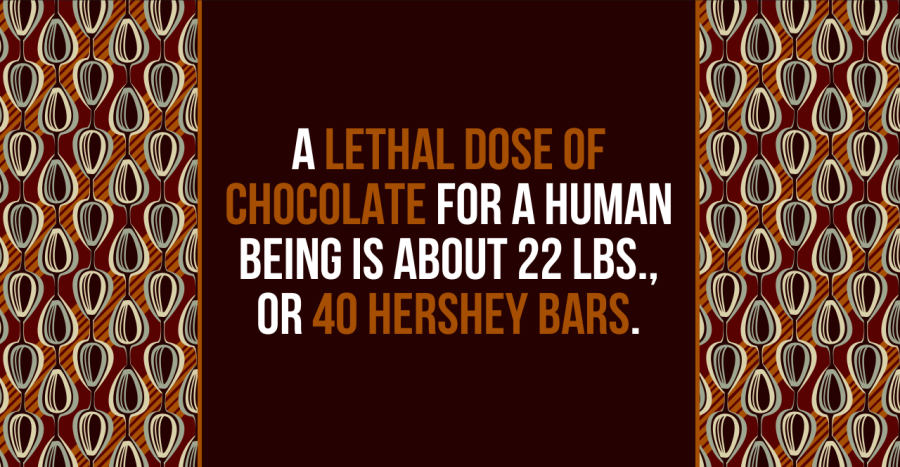 A LETHAL DOSE OF
CHOCOLATE FOR A HUMAN
BEING IS ABOUT 22 LBS.,
OR 40 HERSHEY BARS.